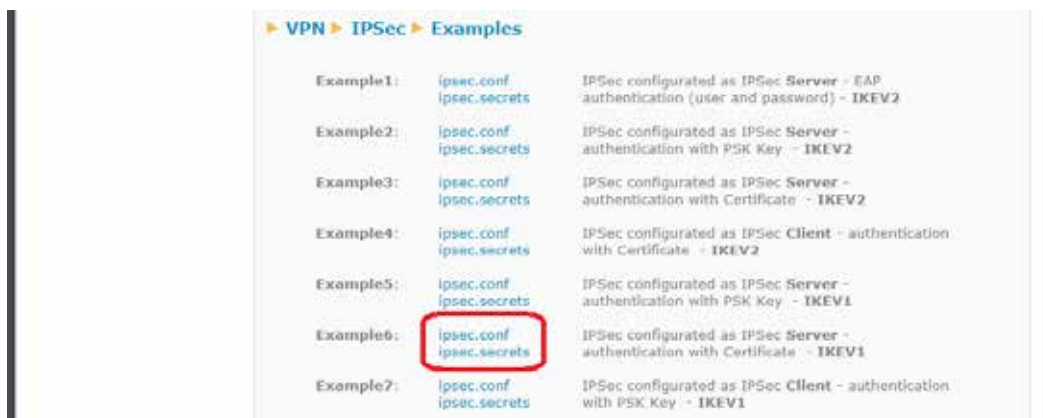 VPN IPSec Examples
Example1: ipsec.conf IPSec configurated as IPSec Server - EAP
ipsec.secrets authentication (user and password) - IKEV2
Example2: ipsec.conf IPSec configurated as IPSec Server -
ipsec.secrets authentication with PSK Key - IKEV2
Example3: ipsec.conf IPSec configurated as IPSec Server -
ipsec.secrets authentication with Certificate - IKEV2
Example4: ipsec.conf IPSec configurated as IPSec Client - authentication
ipsec.secrets with Certificate - IKEV2
Example5: ipsec.conf IPSec configurated as IPSec Server -
ipsec.secrets authentication with PSK Key - IKEV1
Example6: ipsec.conf IPSec configurated as IPSec Server -
ipsec.secrets authentication with Certificate - IKEV1
Example7: ipsec.conf IPSec configurated as IPSec Client - authentication
ipsec.secrets with PSK Key - IKEV1